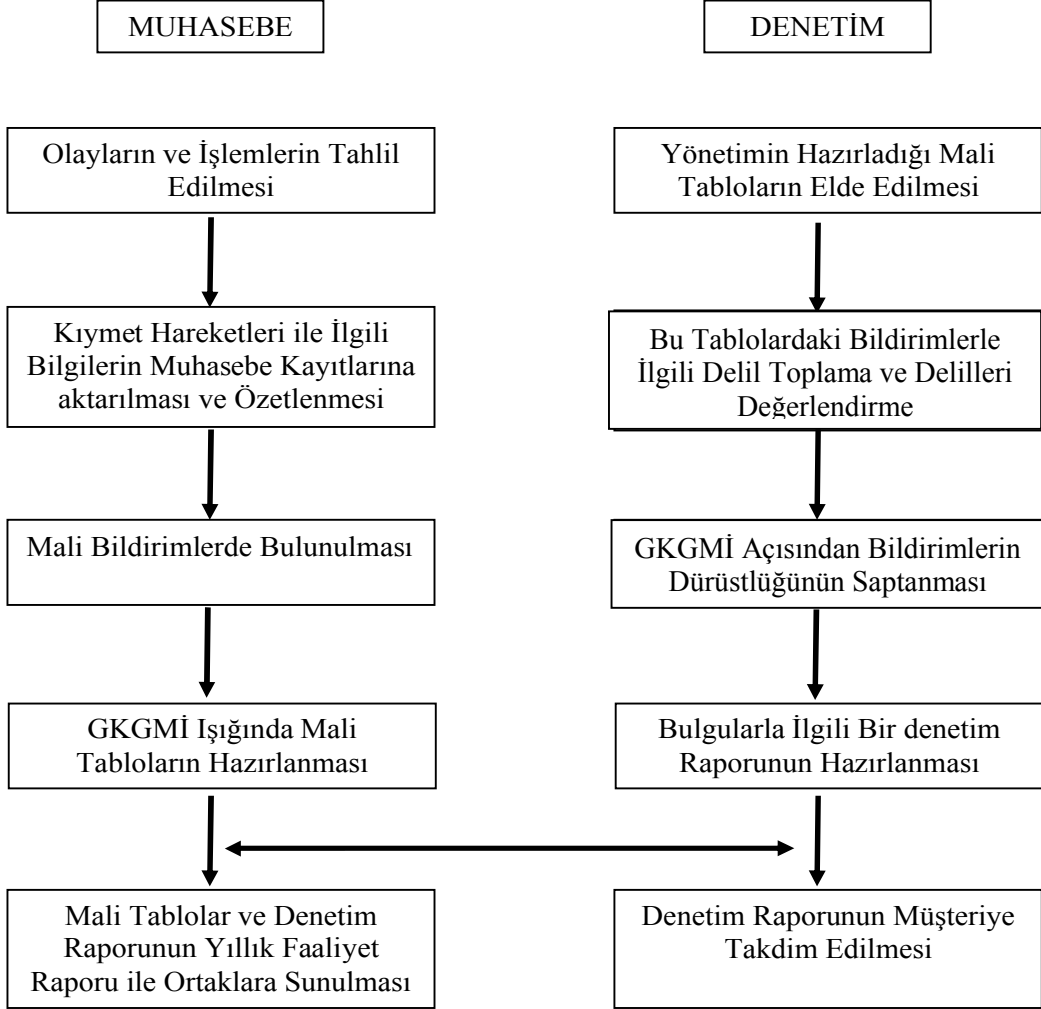 MUHASEBE
DENETİM
Olayların ve İşlemlerin Tahlil
Edilmesi
Yönetimin Hazırladığı Mali
Tabloların Elde Edilmesi
Kıymet Hareketleri ile İlgili
Bilgilerin Muhasebe Kayıtlarına
aktarılması ve Özetlenmesi
Bu Tablolardaki Bildirimlerle
İlgili Delil Toplama ve Delilleri
Değerlendirme
Mali Bildirimlerde Bulunulması
GKGMİ Açısından Bildirimlerin
Dürüstlüğünün Saptanması
GKGMİ Işığında Mali
Tabloların Hazırlanması
Bulgularla İlgili Bir denetim
Raporunun Hazırlanması
Mali Tablolar ve Denetim
Raporunun Yıllık Faaliyet
Raporu ile Ortaklara Sunulması
Denetim Raporunun Müşteriye
Takdim Edilmesi